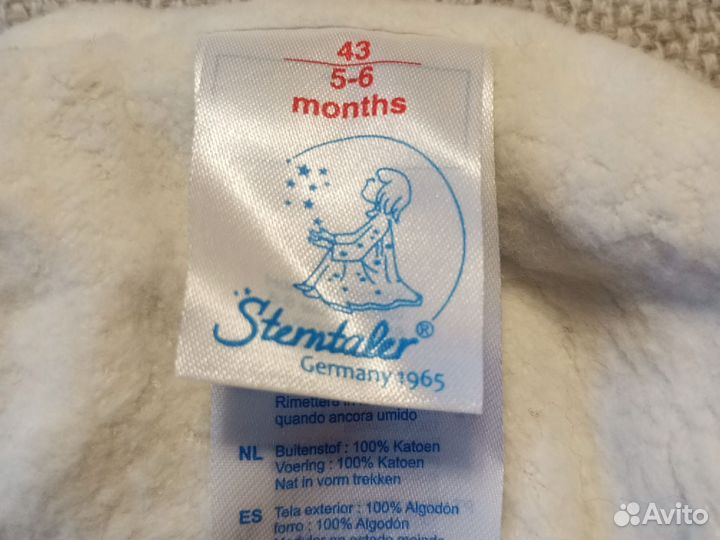 43
5-6
months
Sterntaler®
Germany 1965
quando ancora umido
NL Buitenstof : 100% Katoen
Voering : 100% Katoen
Nat in vorm trekken
ES Tela exterior : 100% Algodón
forro : 100% Algodón
Avito